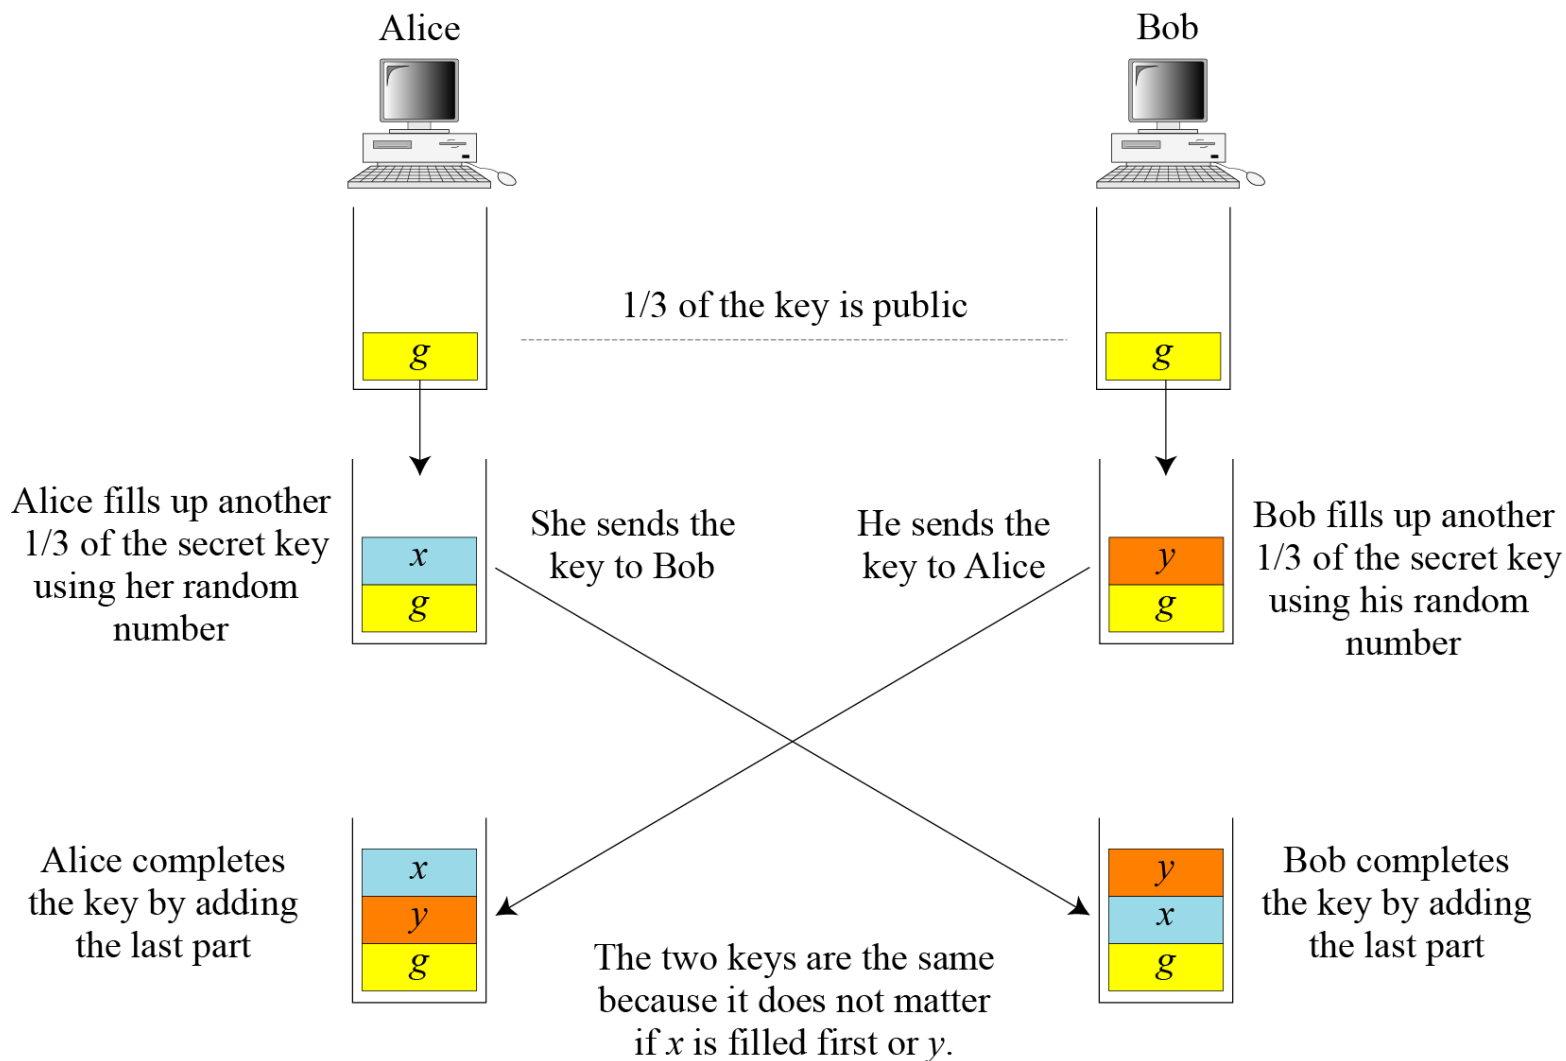 Alice
Bob
1/3 of the key is public
g
g
Alice fills up another
1/3 of the secret key
using her random
number
x
g
She sends the
key to Bob
He sends the
key to Alice
y
g
Bob fills up another
1/3 of the secret key
using his random
number
Alice completes
the key by adding
the last part
x
y
g
The two keys are the same
because it does not matter
if x is filled first or y.
y
x
g
Bob completes
the key by adding
the last part